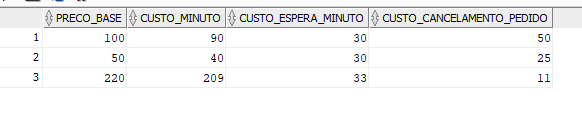 PRECO_BASE CUSTO_MINUTO CUSTO_ESPERA_MINUTO CUSTO_CANCELAMENTO_PEDIDO
1 100 90 30 50
2 50 40 30 25
3 220 209 33 11